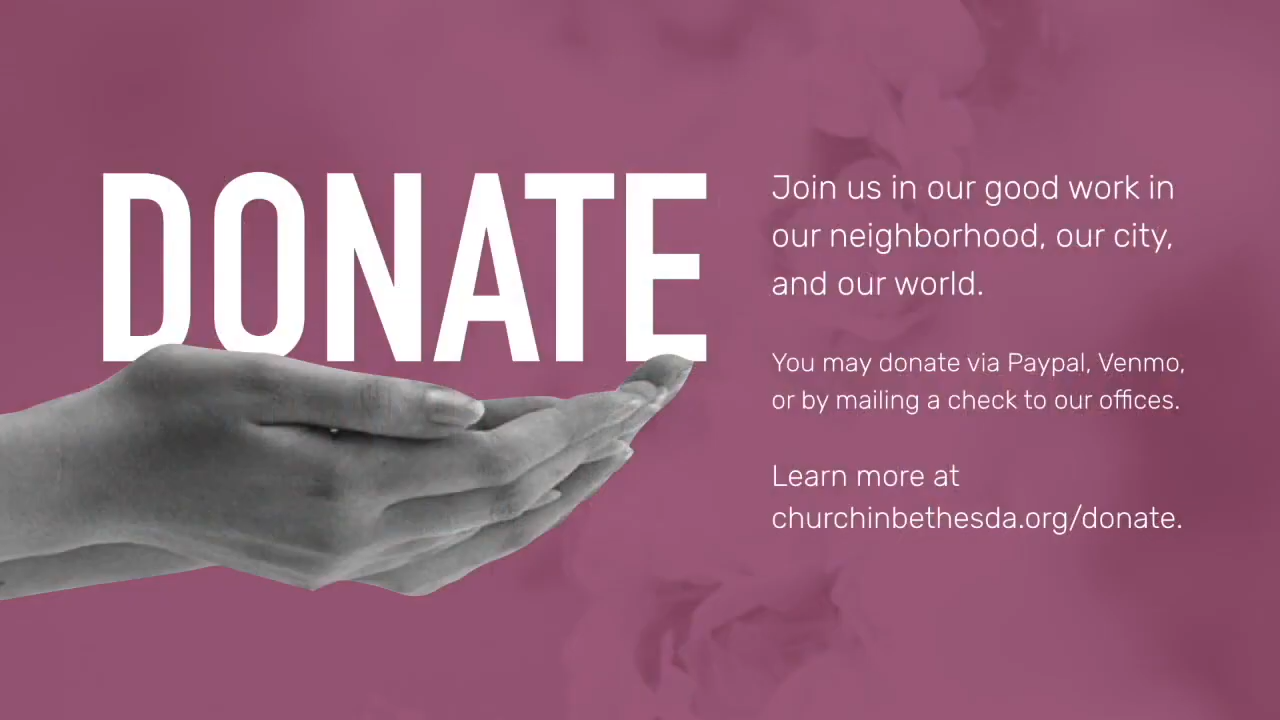 DONATE
Join us in our good work in
our neighborhood, our city,
and our world.
You may donate via Paypal, Venmo,
or by mailing a check to our offices.
Learn more at
churchinbethesda.org/donate.